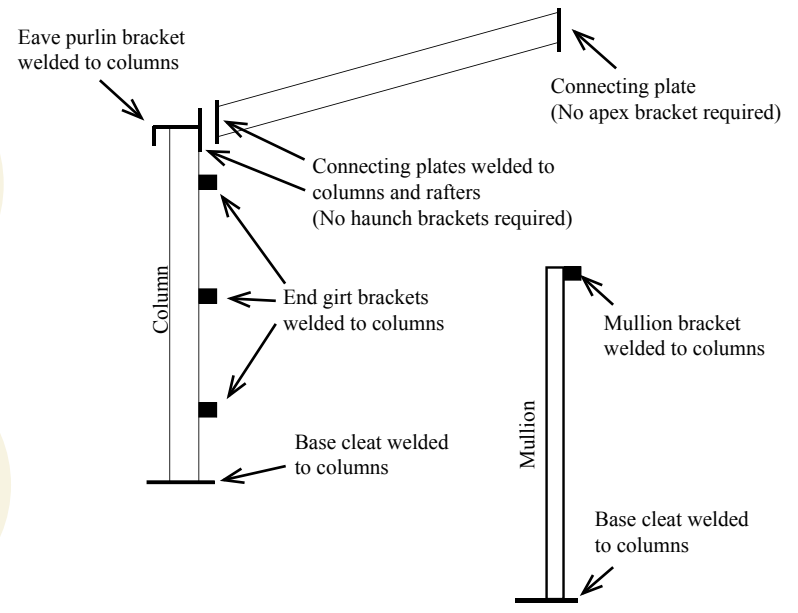 Eave purlin bracket
welded to columns
Connecting plate
(No apex bracket required)
Connecting plates welded to
columns and rafters
(No haunch brackets required)
Column
End girt brackets
welded to columns
Mullion bracket
welded to columns
Mullion
Base cleat welded
to columns
Base cleat welded
to columns